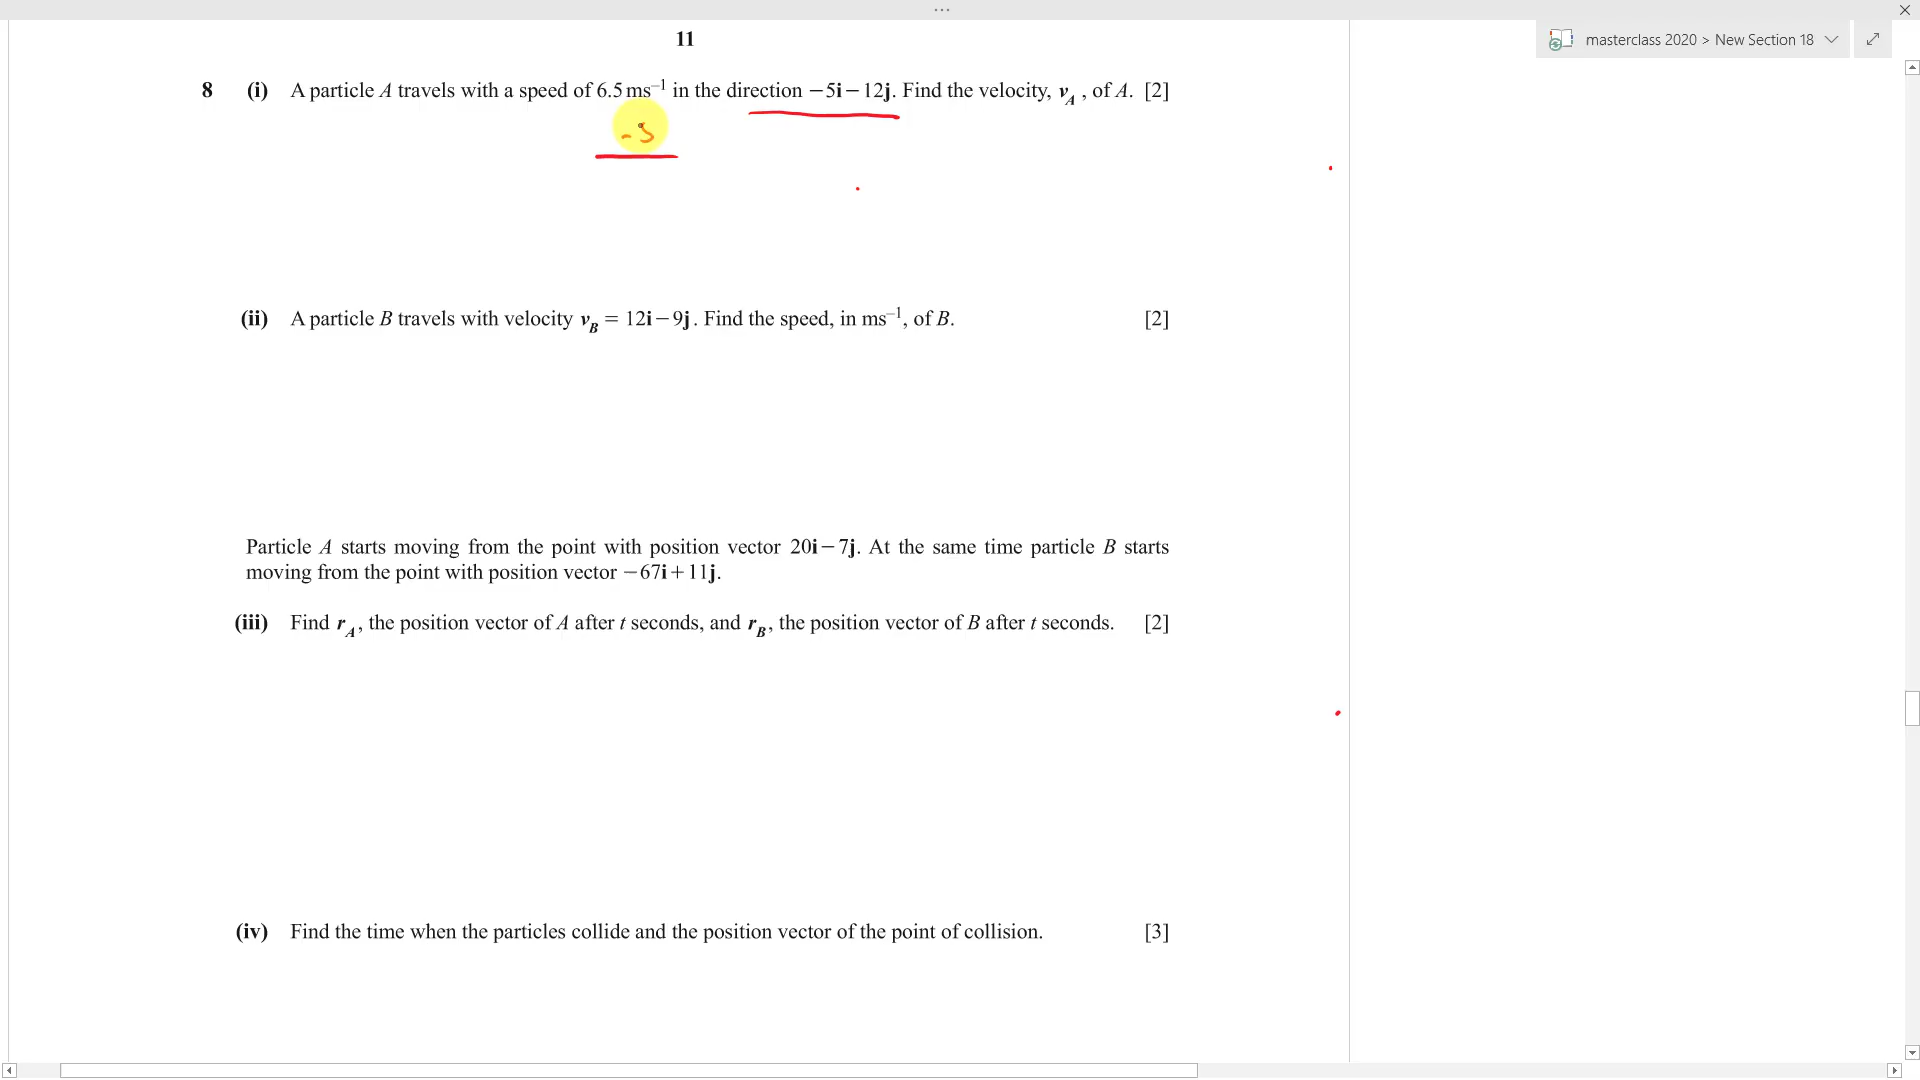 masterclass 2020 > New Section 18
11
8 (i) A particle A travels with a speed of 6.5 ms⁻¹ in the direction −5i − 12j. Find the velocity, v_A , of A. [2]
(ii) A particle B travels with velocity v_B = 12i − 9j. Find the speed, in ms⁻¹, of B. [2]
Particle A starts moving from the point with position vector 20i − 7j. At the same time particle B starts
moving from the point with position vector −67i + 11j.
(iii) Find r_A, the position vector of A after t seconds, and r_B, the position vector of B after t seconds. [2]
(iv) Find the time when the particles collide and the position vector of the point of collision. [3]